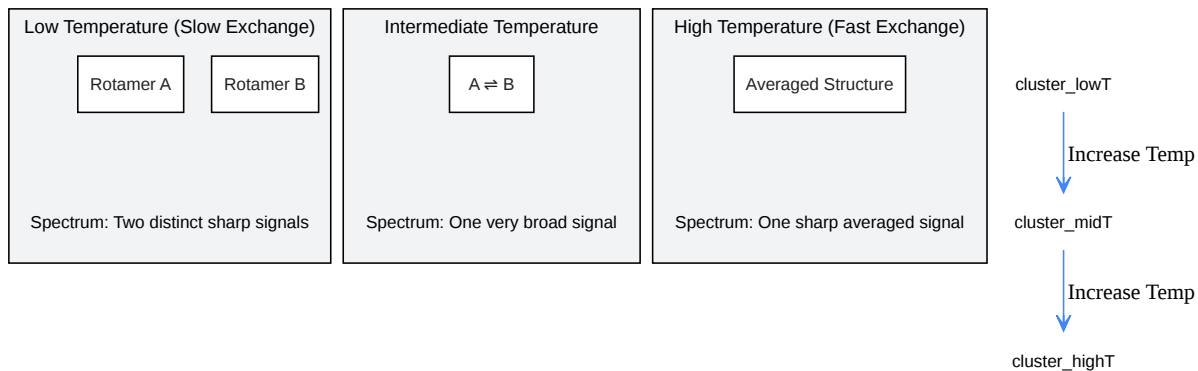 Low Temperature (Slow Exchange)
Rotamer A
Rotamer B
Spectrum: Two distinct sharp signals
Intermediate Temperature
A ⇌ B
Spectrum: One very broad signal
High Temperature (Fast Exchange)
Averaged Structure
Spectrum: One sharp averaged signal
cluster_lowT
Increase Temp
cluster_midT
Increase Temp
cluster_highT